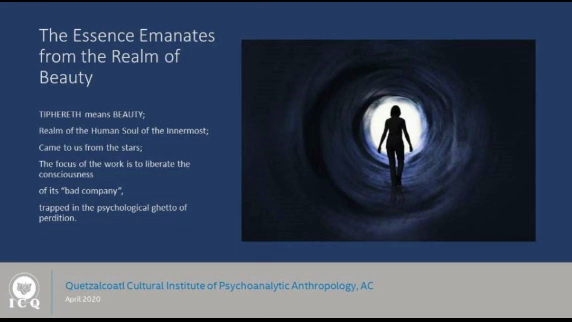 The Essence Emanates
from the Realm of
Beauty
TIPHERETH means BEAUTY;
Realm of the Human Soul of the Innermost;
Came to us from the stars;
The focus of the work is to liberate the
consciousness
of its “bad company”,
trapped in the psychological ghetto of
perdition.
Quetzalcoatl Cultural Institute of Psychoanalytic Anthropology, AC
April 2020
ICQ